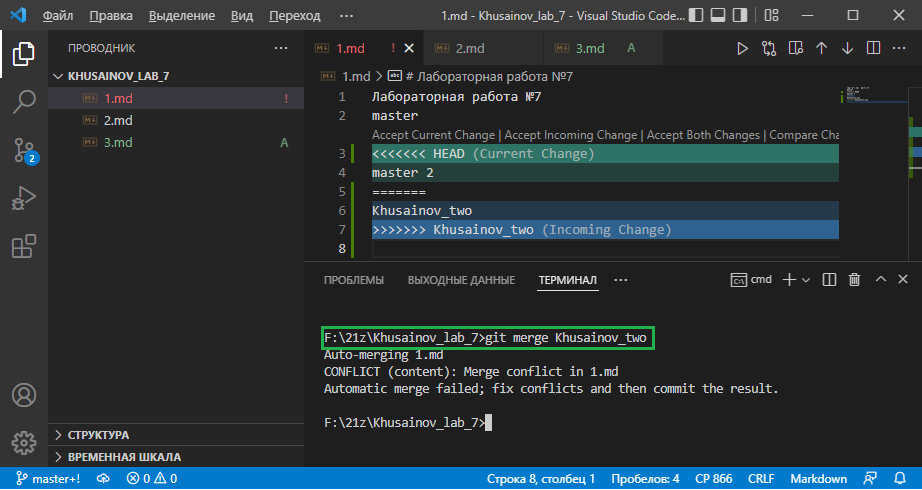 Файл Правка Выделение Вид Переход ··· 1.md - Khusainov_lab_7 - Visual Studio Code...
ПРОВОДНИК ···
KHUSAINOV_LAB_7
1.md !
2.md
3.md A
2
СТРУКТУРА
ВРЕМЕННАЯ ШКАЛА
1.md ! 2.md 3.md A ···
1.md > abc # Лабораторная работа №7
1 Лабораторная работа №7
2 master
Accept Current Change | Accept Incoming Change | Accept Both Changes | Compare Cha
3 <<<<<<< HEAD (Current Change)
4 master 2
5 =======
6 Khusainov_two
7 >>>>>>> Khusainov_two (Incoming Change)
8
ПРОБЛЕМЫ ВЫХОДНЫЕ ДАННЫЕ ТЕРМИНАЛ ··· cmd
F:\21z\Khusainov_lab_7>git merge Khusainov_two
Auto-merging 1.md
CONFLICT (content): Merge conflict in 1.md
Automatic merge failed; fix conflicts and then commit the result.
F:\21z\Khusainov_lab_7>
master+! 0 0 Строка 8, столбец 1 Пробелов: 4 CP 866 CRLF Markdown